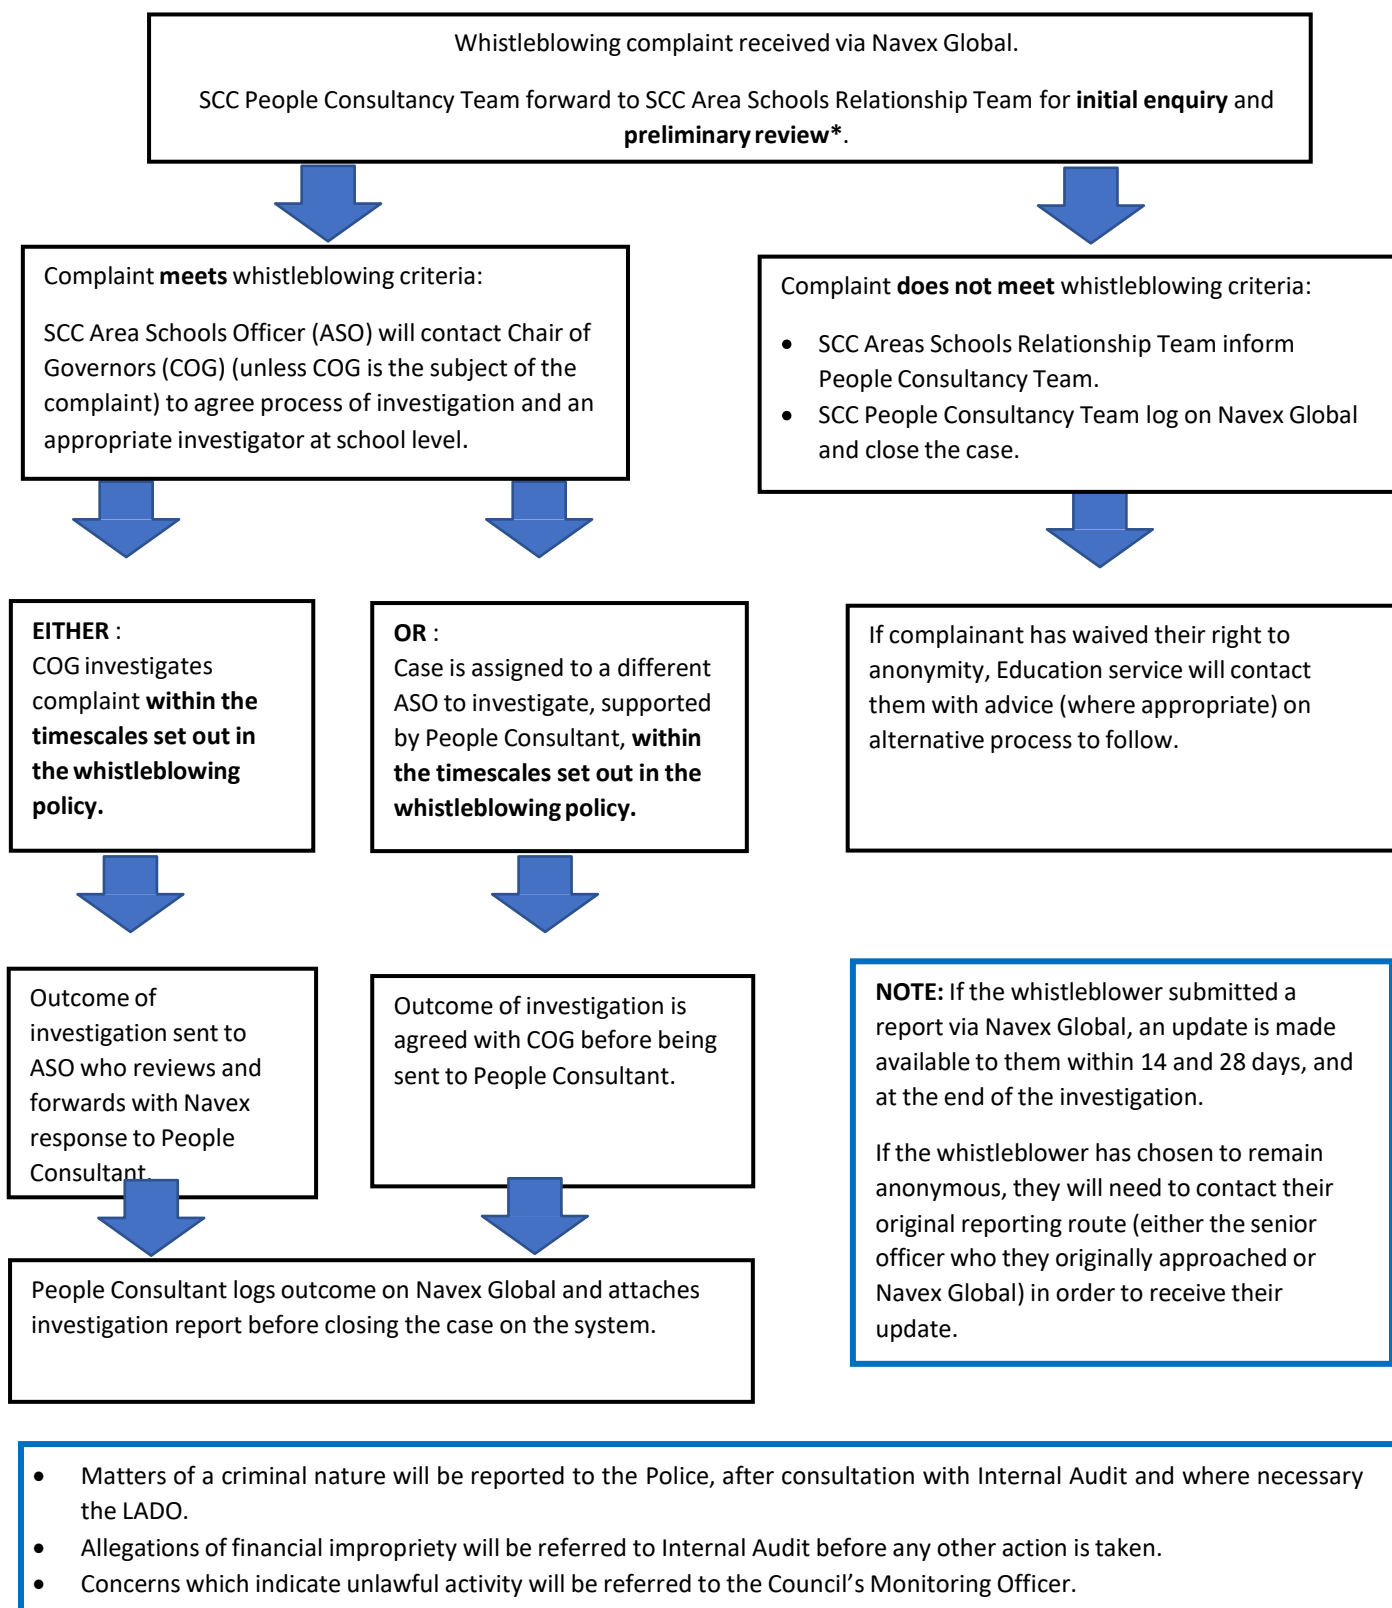 Whistleblowing complaint received via Navex Global.
SCC People Consultancy Team forward to SCC Area Schools Relationship Team for initial enquiry and
preliminary review*.
Complaint meets whistleblowing criteria:
SCC Area Schools Officer (ASO) will contact Chair of
Governors (COG) (unless COG is the subject of the
complaint) to agree process of investigation and an
appropriate investigator at school level.
Complaint does not meet whistleblowing criteria:
• SCC Areas Schools Relationship Team inform
People Consultancy Team.
• SCC People Consultancy Team log on Navex Global
and close the case.
EITHER :
COG investigates
complaint within the
timescales set out in
the whistleblowing
policy.
OR :
Case is assigned to a different
ASO to investigate, supported
by People Consultant, within
the timescales set out in the
whistleblowing policy.
If complainant has waived their right to
anonymity, Education service will contact
them with advice (where appropriate) on
alternative process to follow.
Outcome of
investigation sent to
ASO who reviews and
forwards with Navex
response to People
Consultant.
Outcome of investigation is
agreed with COG before being
sent to People Consultant.
NOTE: If the whistleblower submitted a
report via Navex Global, an update is made
available to them within 14 and 28 days, and
at the end of the investigation.
If the whistleblower has chosen to remain
anonymous, they will need to contact their
original reporting route (either the senior
officer who they originally approached or
Navex Global) in order to receive their
update.
People Consultant logs outcome on Navex Global and attaches
investigation report before closing the case on the system.
• Matters of a criminal nature will be reported to the Police, after consultation with Internal Audit and where necessary
the LADO.
• Allegations of financial impropriety will be referred to Internal Audit before any other action is taken.
• Concerns which indicate unlawful activity will be referred to the Council’s Monitoring Officer.